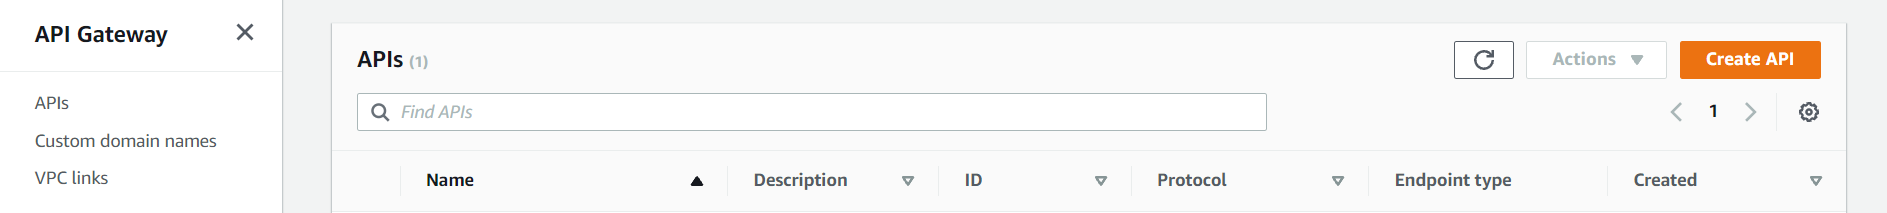 API Gateway
APIs
Custom domain names
VPC links
APIs (1)
Actions
Create API
Find APIs
1
Name Description ID Protocol Endpoint type Created